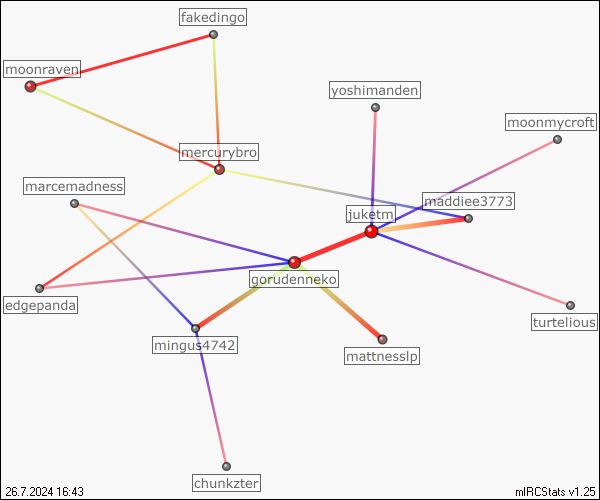 fakedingo
moonraven
yoshimanden
moonmycroft
mercurybro
marcemadness
maddiee3773
juketm
gorudenneko
edgepanda
turtelious
mingus4742
mattnesslp
chunkzter
26.7.2024 16:43
mIRCStats v1.25